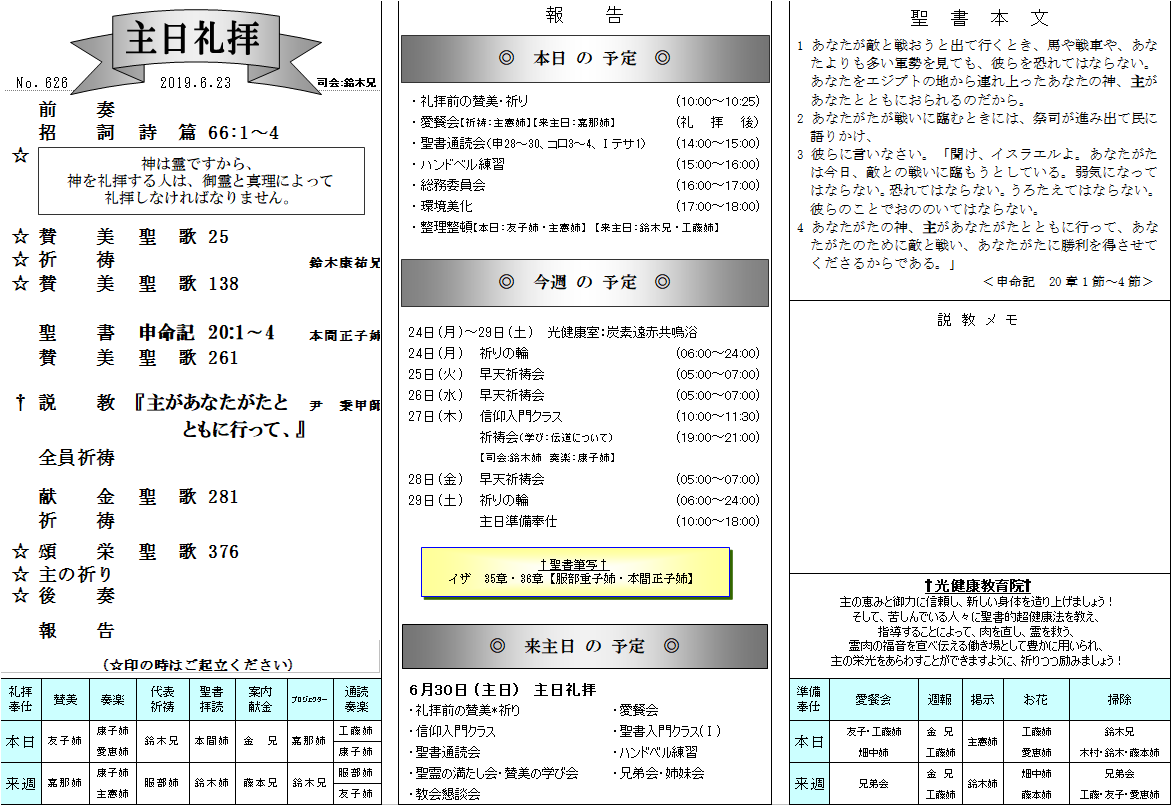 主日礼拝
No. 626
2019.6.23
司会:鈴木兄
前　奏
招　詞　詩　篇 66:1～4
☆
神は霊ですから、
神を礼拝する人は、御霊と真理によって
礼拝しなければなりません。
☆ 賛　美　聖　歌 25
☆ 祈　祷　鈴木康祐兄
☆ 賛　美　聖　歌 138
聖　書　申命記 20:1～4　本間正子姉
賛　美　聖　歌 261
† 説　教　『主があなたがたと　尹　秉甲師
ともに行って、』
全員祈祷
献　金　聖　歌 281
祈　祷
☆ 頌　栄　聖　歌 376
☆ 主の祈り
☆ 後　奏
報　告
(☆印の時はご起立ください)
礼拝奉仕　賛美　奏楽　代表祈祷　聖書拝読　案内献金　プロジェクター　通読奏楽
本日　友子姉　康子姉　愛恵姉　鈴木兄　本間姉　金　兄　嘉那姉　工藤姉　康子姉
来週　嘉那姉　康子姉　主憲姉　服部姉　鈴木姉　藤本兄　鈴木兄　服部姉　友子姉
報　告
◎ 本日 の 予定 ◎
・礼拝前の賛美・祈り　(10:00～10:25)
・愛餐会【祈祷:主憲姉】【来主日:嘉那姉】　(礼　拝　後)
・聖書通読会(申28～30、コロ3～4、Ⅰテサ1)　(14:00～15:00)
・ハンドベル練習　(15:00～16:00)
・総務委員会　(16:00～17:00)
・環境美化　(17:00～18:00)
・整理整頓【本日:友子姉・主憲姉】【来主日:鈴木兄・工藤姉】
◎ 今週 の 予定 ◎
24日(月)～29日(土)　光健康室:炭素遠赤共鳴浴
24日(月)　祈りの輪　(06:00～24:00)
25日(火)　早天祈祷会　(05:00～07:00)
26日(水)　早天祈祷会　(05:00～07:00)
27日(木)　信仰入門クラス　(10:00～11:30)
祈祷会(学び:伝道について)　(19:00～21:00)
【司会:鈴木姉　奏楽:康子姉】
28日(金)　早天祈祷会　(05:00～07:00)
29日(土)　祈りの輪　(06:00～24:00)
主日準備奉仕　(10:00～18:00)
†聖書筆写†
イザ　35章・36章【服部重子姉・本間正子姉】
◎ 来主日 の 予定 ◎
6月30日(主日)　主日礼拝
・礼拝前の賛美*祈り　・愛餐会
・信仰入門クラス　・聖書入門クラス(Ⅰ)
・聖書通読会　・ハンドベル練習
・聖霊の満たし会・賛美の学び会　・兄弟会・姉妹会
・教会懇談会
聖 書 本 文
1 あなたが敵と戦おうと出て行くとき、馬や戦車や、あな
たよりも多い軍勢を見ても、彼らを恐れてはならない。
あなたをエジプトの地から連れ上ったあなたの神、主が
あなたとともにおられるのだから。
2 あなたがたが戦いに臨むときには、祭司が進み出て民に
語りかけ、
3 彼らに言いなさい。「聞け、イスラエルよ。あなたがた
は今日、敵との戦いに臨もうとしている。弱気になって
はならない。恐れてはならない。うろたえてはならない。
彼らのことでおののいてはならない。
4 あなたがたの神、主があなたがたとともに行って、あな
たがたのために敵と戦い、あなたがたに勝利を得させて
くださるからである。」
＜申命記　20章1節～4節＞
説 教 メ モ
†光健康教育院†
主の恵みと御力に信頼し、新しい身体を造り上げましょう！
そして、苦しんでいる人々に聖書的超健康法を教え、
指導することによって、肉を直し、霊を救う、
霊肉の福音を宣べ伝える働き場として豊かに用いられ、
主の栄光をあらわすことができますように、祈りつつ励みましょう！
準備奉仕　愛餐会　週報　掲示　お花　掃除
本日　友子・工藤姉　畑中姉　金　兄　工藤姉　主憲姉　工藤姉　愛恵姉　鈴木兄　木村・鈴木・藤本姉
来週　兄弟会　金　兄　工藤姉　鈴木姉　畑中姉　藤本姉　兄弟会　工藤・友子・愛恵姉